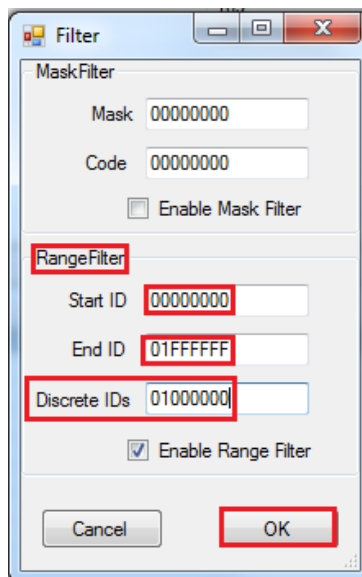 Filter
MaskFilter
Mask 00000000
Code 00000000
Enable Mask Filter
RangeFilter
Start ID 00000000
End ID 01FFFFFF
Discrete IDs 01000000
Enable Range Filter
Cancel OK